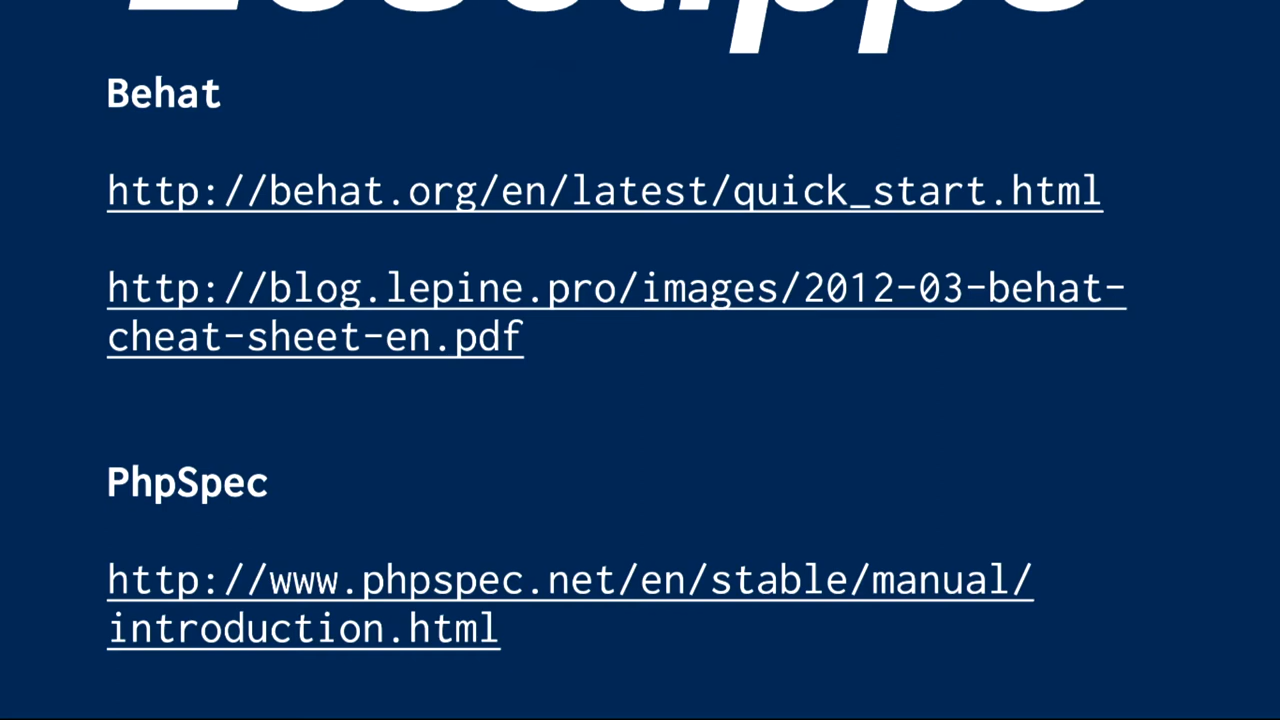 Lesetipps
Behat
http://behat.org/en/latest/quick_start.html
http://blog.lepine.pro/images/2012-03-behat-
cheat-sheet-en.pdf
PhpSpec
http://www.phpspec.net/en/stable/manual/
introduction.html